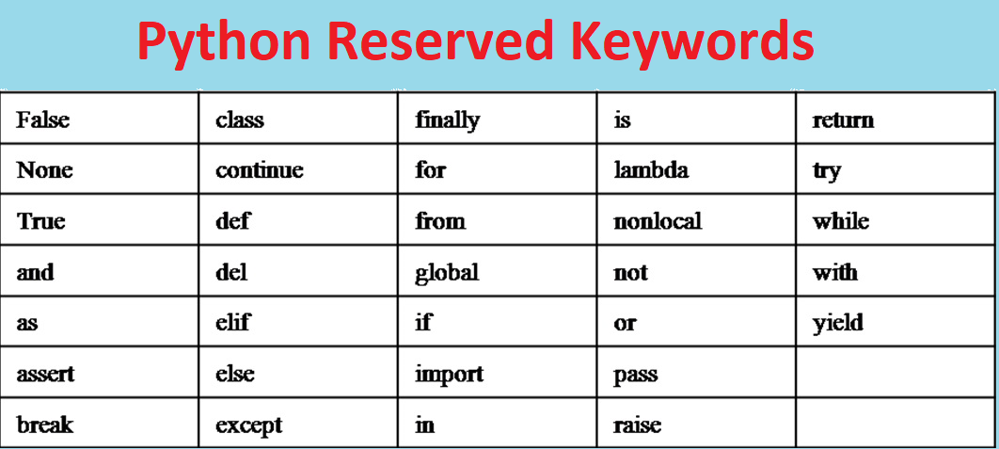 Python Reserved Keywords
False class finally is return
None continue for lambda try
True def from nonlocal while
and del global not with
as elif if or yield
assert else import pass
break except in raise